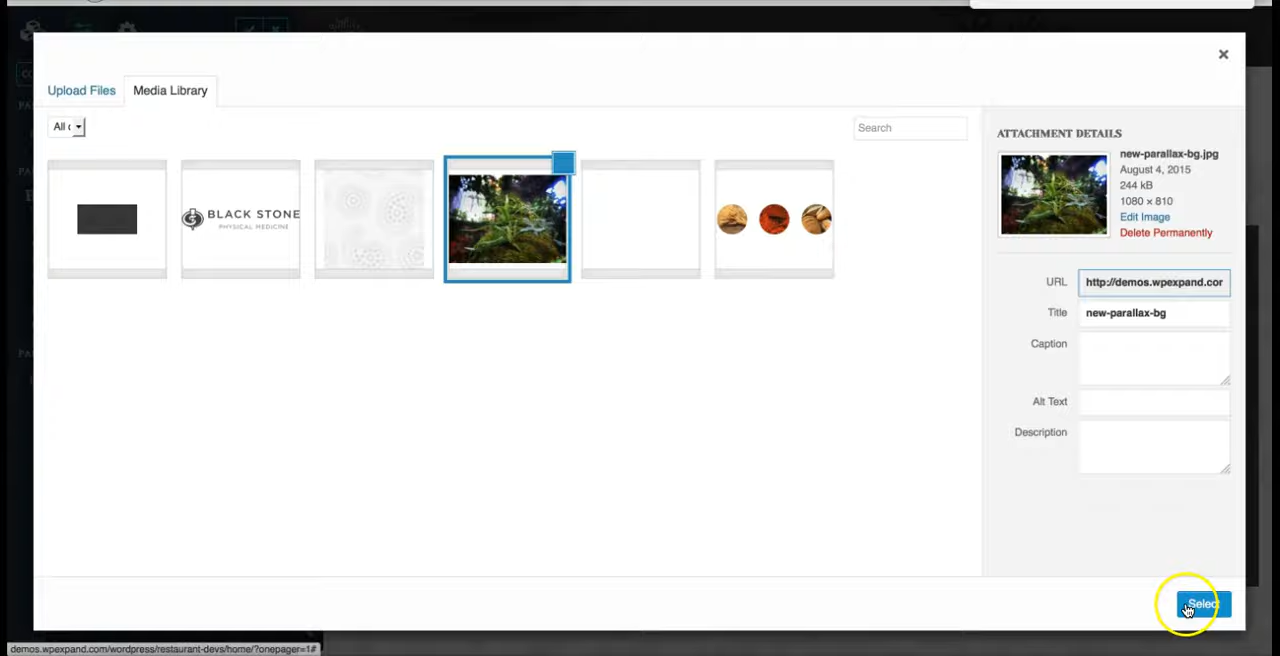 ×
Upload Files
Media Library
All
Search
BLACK STONE
PHYSICAL MEDICINE
ATTACHMENT DETAILS
new-parallax-bg.jpg
August 4, 2015
244 kB
1080 × 810
Edit Image
Delete Permanently
URL http://demos.wpexpand.cor
Title new-parallax-bg
Caption
Alt Text
Description
Select
demos.wpexpand.com/wordpress/restaurant-devs/home/?onepager=1#